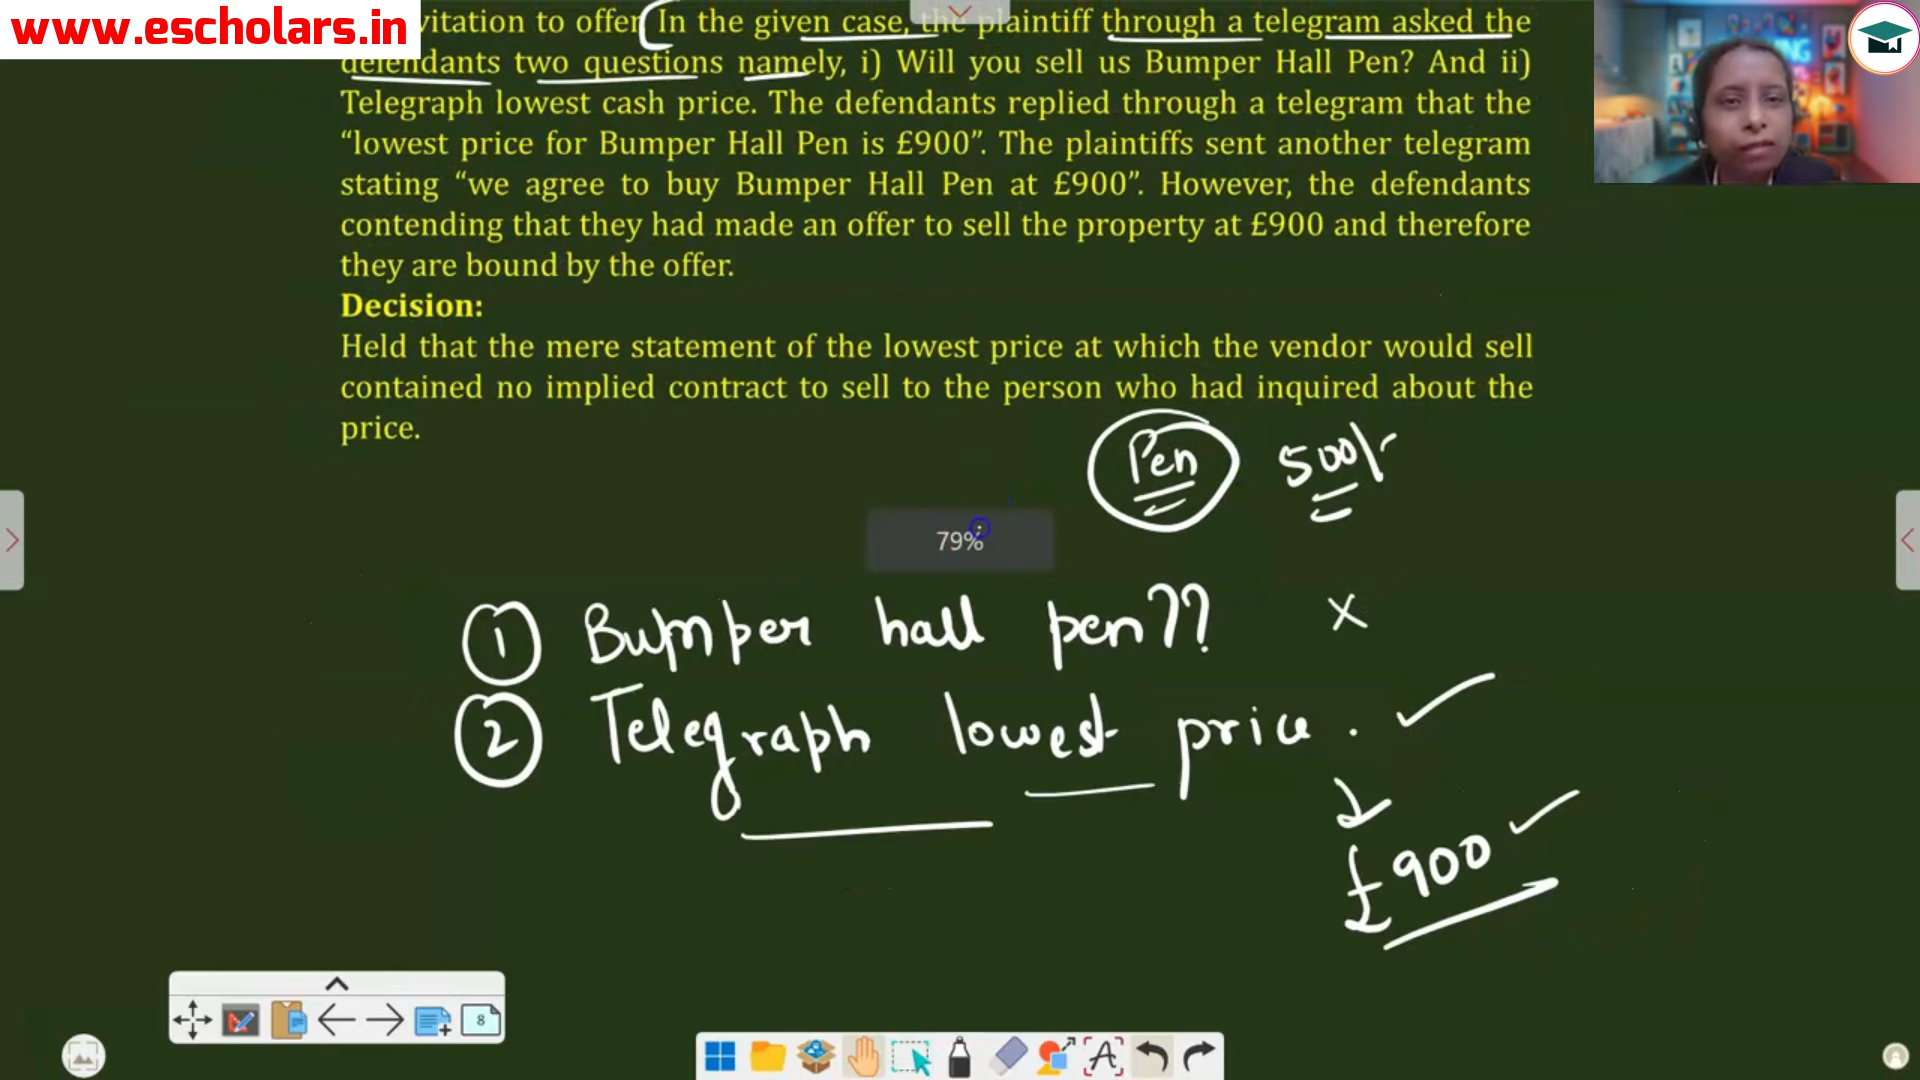 www.escholars.in
vitation to offer In the given case, the plaintiff through a telegram asked the
defendants two questions namely, i) Will you sell us Bumper Hall Pen? And ii)
Telegraph lowest cash price. The defendants replied through a telegram that the
“lowest price for Bumper Hall Pen is £900”. The plaintiffs sent another telegram
stating “we agree to buy Bumper Hall Pen at £900”. However, the defendants
contending that they had made an offer to sell the property at £900 and therefore
they are bound by the offer.
Decision:
Held that the mere statement of the lowest price at which the vendor would sell
contained no implied contract to sell to the person who had inquired about the
price.
Pen 500/-
79%
1 Bumper hall pen?? x
2 Telegraph lowest price. ✓
£900 ✓
8